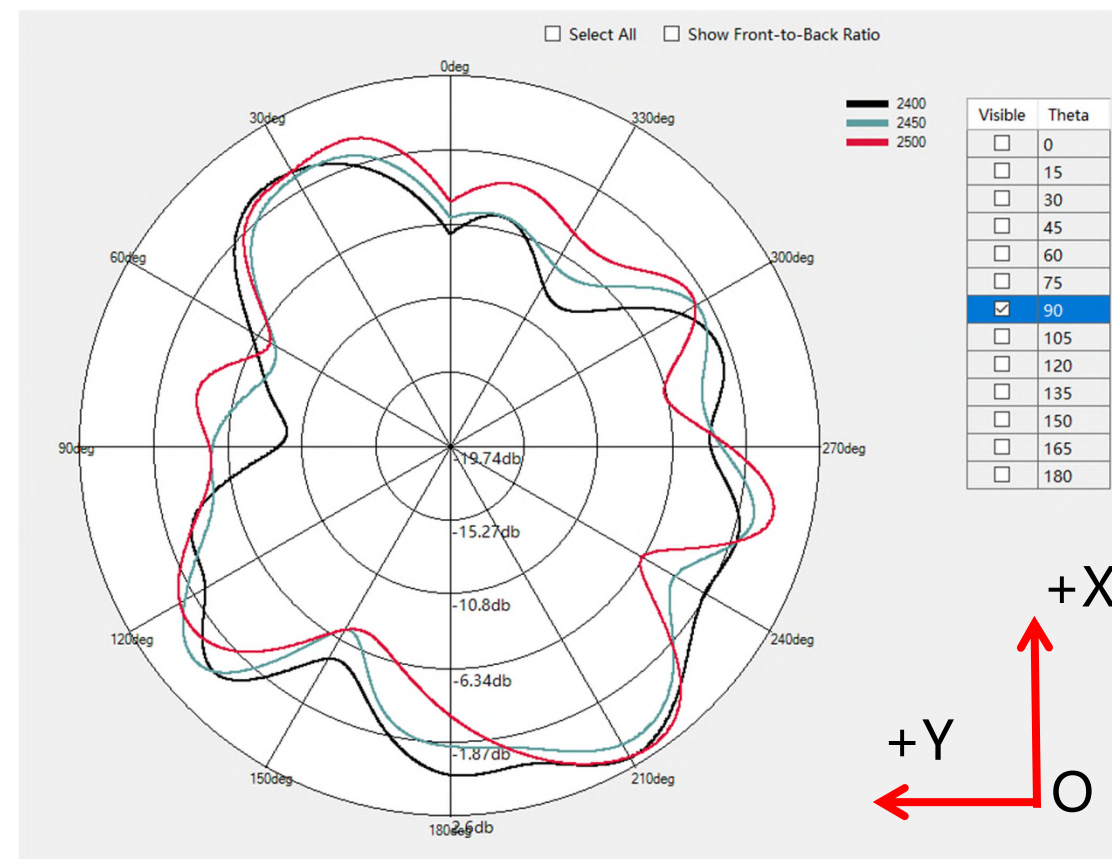 Select All Show Front-to-Back Ratio
0deg
30deg
330deg
60deg
300deg
90deg
270deg
120deg
240deg
150deg
210deg
180deg
-19.74db
-15.27db
-10.8db
-6.34db
-1.87db
2.6db
2400
2450
2500
Visible Theta
0
15
30
45
60
75
90
105
120
135
150
165
180
+X
+Y
O